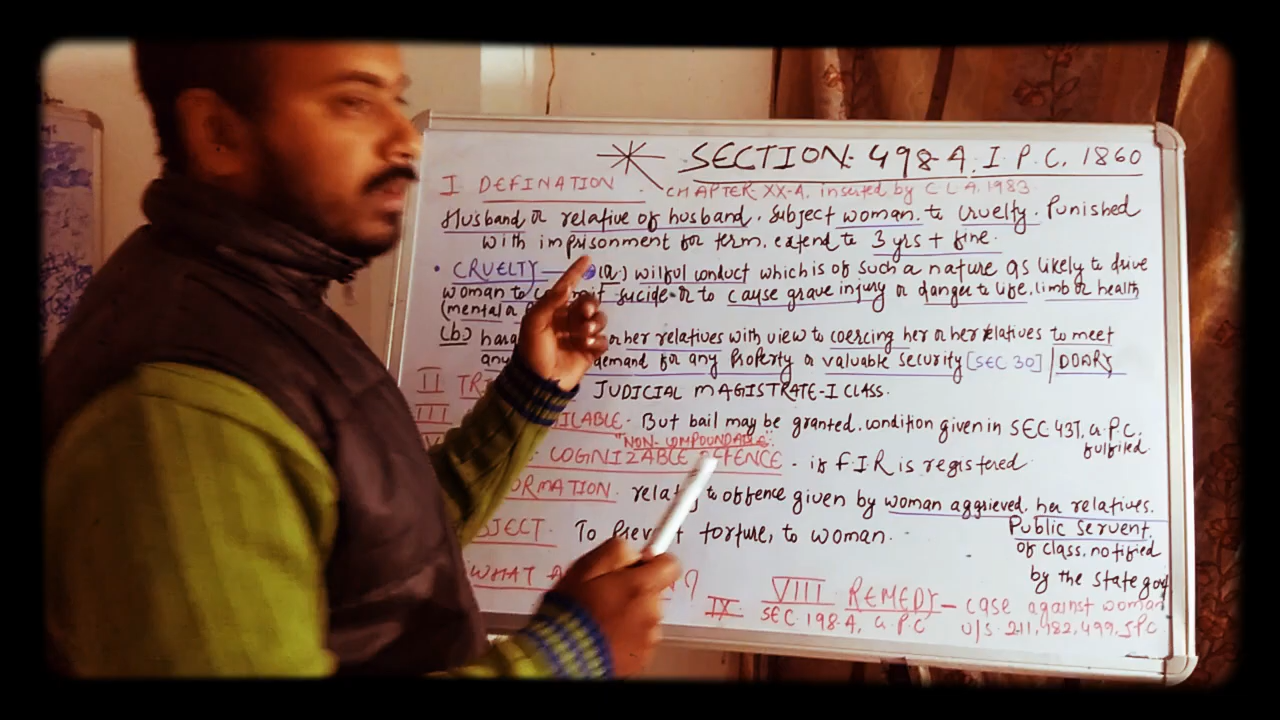 SECTION. 498-A. I.P.C. 1860
I DEFINATION . CHAPTER XX-A, inserted by C L A, 1983
Husband or relative of husband. Subject woman. to Cruelty. Punished
with imprisonment for term. extend to 3 yrs + fine.
• CRUELTY (a.) wilful conduct which is of such a nature as likely to drive
woman to sucide or to cause grave injury or danger to life, limb or health
(mental or
(b.) or her relatives with view to coercing her or her relatives to meet
demand for any Property or valuable security [SEC 30] / DOWRY
II JUDICIAL MAGISTRATE-I CLASS.
III But bail may be granted. condition given in SEC. 437, Cr.P.C.
fulfiled.
"NON-COMPOUNDABLE".
COGNIZABLE OFFENCE - if F.I.R is registered
to offence given by woman aggrieved. her relatives.
Public servent.
of class, notified
by the State govt
To torture, to woman.
WHAT ?
IX VIII REMEDY - case against woman
SEC. 198-A, Cr.P.C U/S. 211, 182, 499, IPC